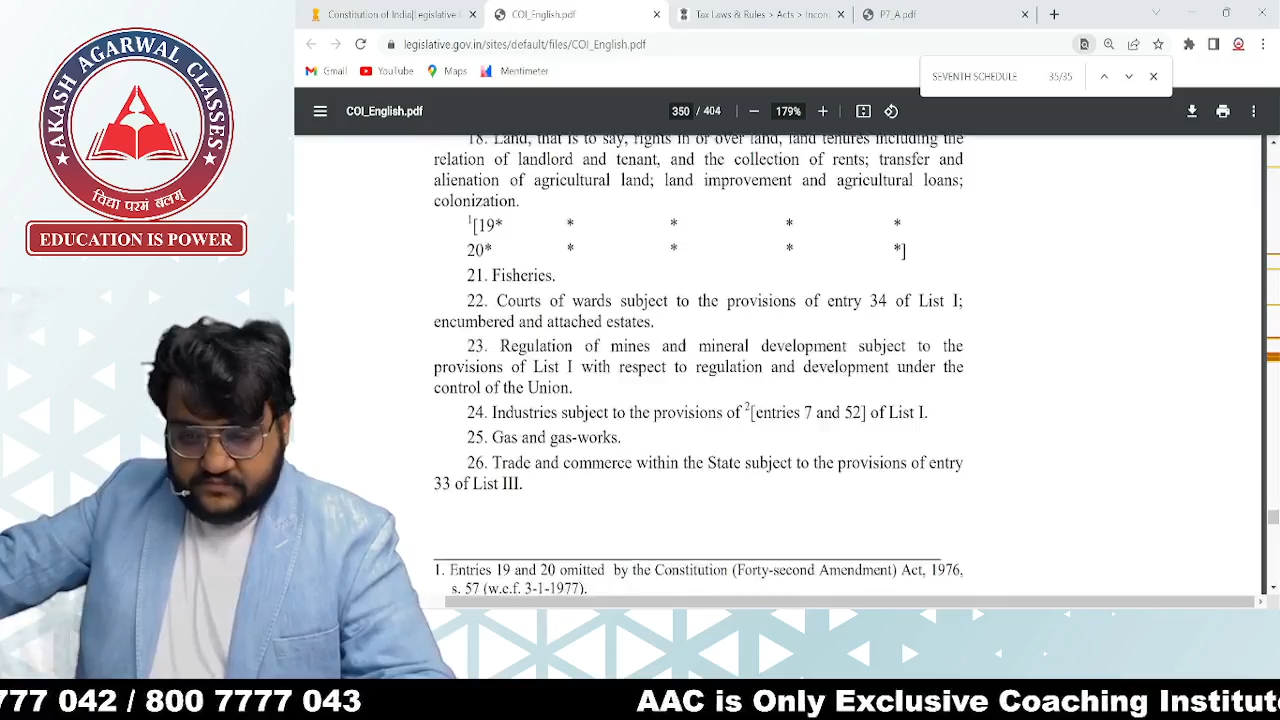 AKASH AGARWAL CLASSES
विद्या परमं बलम्
EDUCATION IS POWER
Constitution of India|Legislative
COI_English.pdf
Tax Laws & Rules > Acts > Incom
P7_A.pdf
legislative.gov.in/sites/default/files/COI_English.pdf
Gmail YouTube Maps Mentimeter
SEVENTH SCHEDULE 35/35
COI_English.pdf 350 / 404 179%
18. Land, that is to say, rights in or over land, land tenures including the
relation of landlord and tenant, and the collection of rents; transfer and
alienation of agricultural land; land improvement and agricultural loans;
colonization.
1[19* * * * *
20* * * * *]
21. Fisheries.
22. Courts of wards subject to the provisions of entry 34 of List I;
encumbered and attached estates.
23. Regulation of mines and mineral development subject to the
provisions of List I with respect to regulation and development under the
control of the Union.
24. Industries subject to the provisions of 2[entries 7 and 52] of List I.
25. Gas and gas-works.
26. Trade and commerce within the State subject to the provisions of entry
33 of List III.
1. Entries 19 and 20 omitted by the Constitution (Forty-second Amendment) Act, 1976,
s. 57 (w.e.f. 3-1-1977).
777 042 / 800 7777 043 AAC is Only Exclusive Coaching Institut